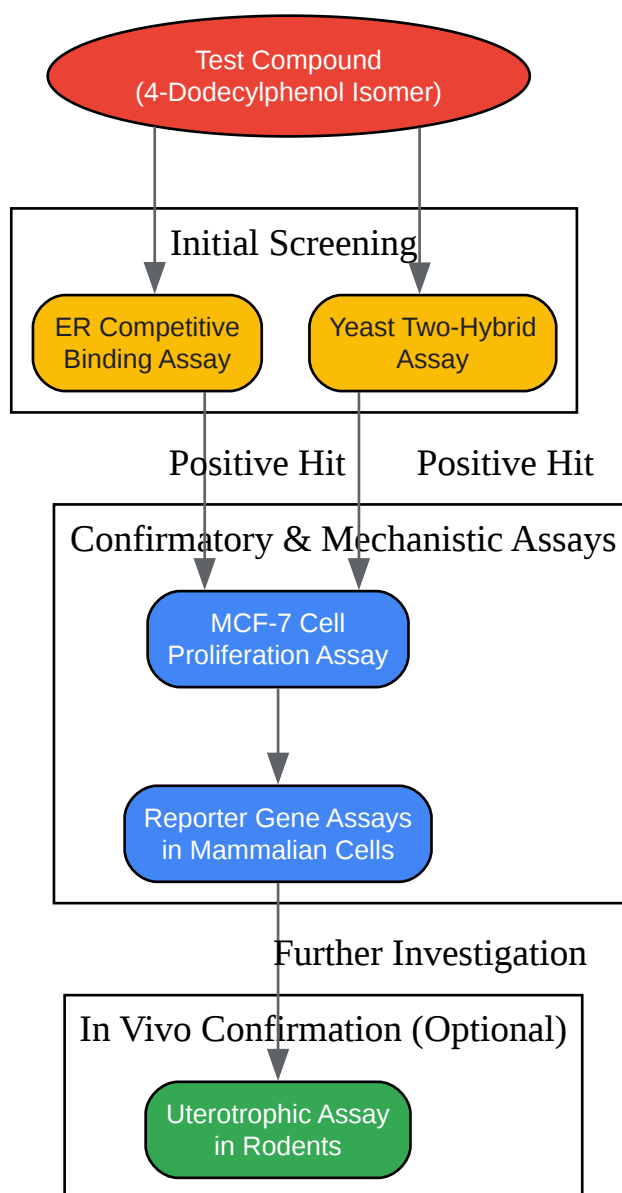 Test Compound
(4-Dodecylphenol Isomer)
Initial Screening
ER Competitive
Binding Assay
Yeast Two-Hybrid
Assay
Positive Hit
Positive Hit
Confirmatory & Mechanistic Assays
MCF-7 Cell
Proliferation Assay
Reporter Gene Assays
in Mammalian Cells
Further Investigation
In Vivo Confirmation (Optional)
Uterotrophic Assay
in Rodents